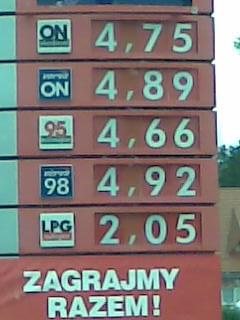 ON 4,75
ON 4,89
95 4,66
98 4,92
LPG 2,05
ZAGRAJMY
RAZEM!